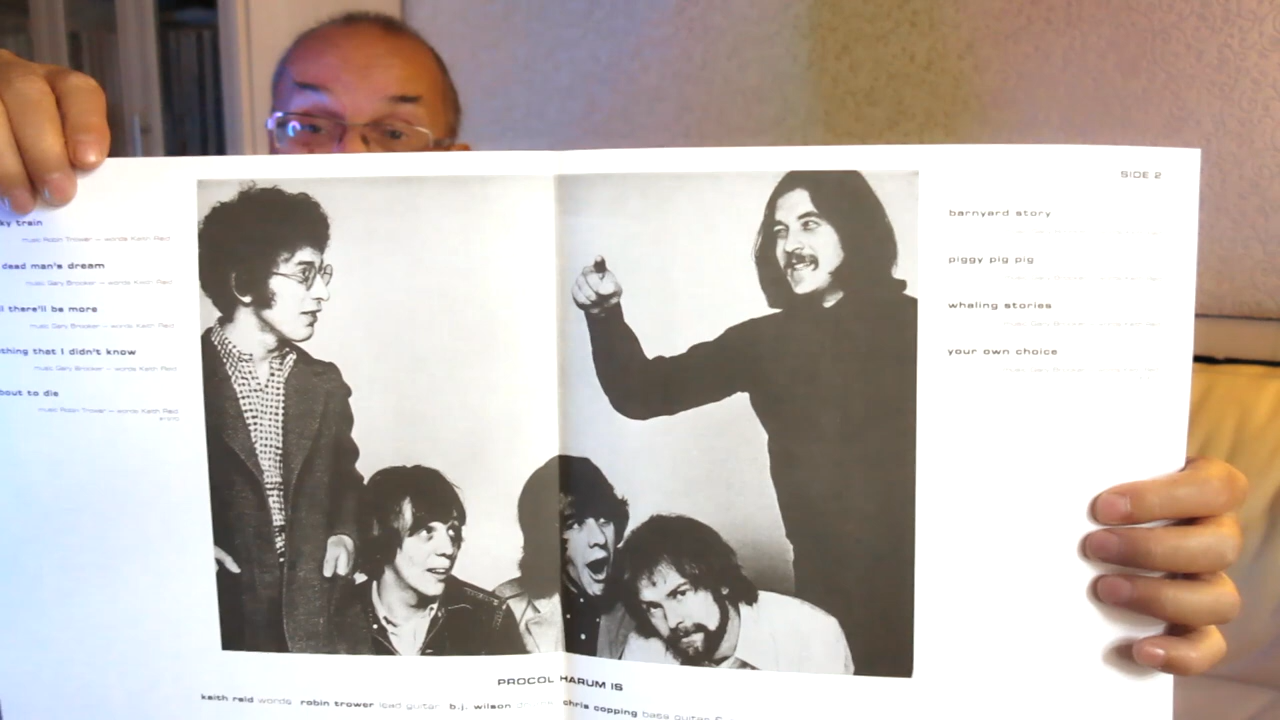 ky train
music Robin Trower — words Keith Reid
dead man's dream
music Gary Brooker — words Keith Reid
ll there'll be more
music Gary Brooker — words Keith Reid
thing that I didn't know
music Gary Brooker — words Keith Reid
bout to die
music Robin Trower — words Keith Reid
SIDE 2
barnyard story
piggy pig pig
whaling stories
your own choice
PROCOL HARUM IS
keith reid words robin trower lead guitar b.j. wilson chris copping bass guitar &